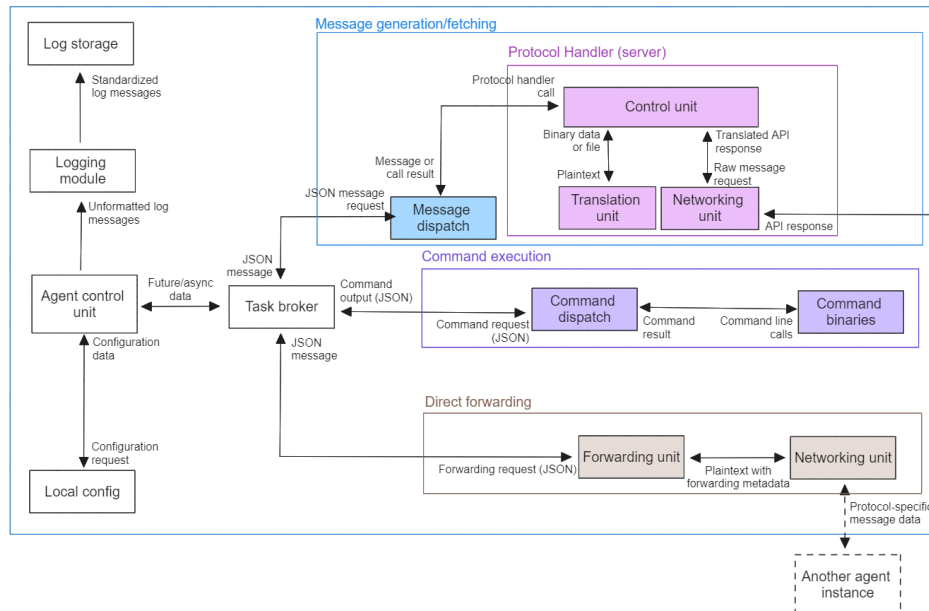 Message generation/fetching
Log storage
Protocol Handler (server)
Standardized
log messages
Protocol handler
call
Control unit
Binary data
or file
Translated API
response
Logging
module
Message or
call result
Plaintext
Raw message
request
JSON message
request
Message
dispatch
Translation
unit
Networking
unit
Unformatted log
messages
API response
JSON
message
Command execution
Future/async
data
Command
output (JSON)
Agent control
unit
Task broker
Command
dispatch
Command
binaries
Command request
(JSON)
Command
result
Command line
calls
Configuration
data
JSON
message
Direct forwarding
Configuration
request
Forwarding unit
Networking unit
Forwarding request (JSON)
Plaintext with
forwarding metadata
Local config
Protocol-specific
message data
Another agent
instance